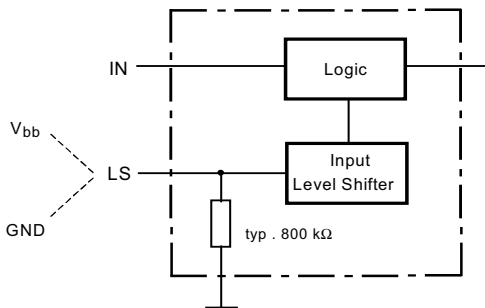 IN
Logic
V_bb
LS
Input
Level Shifter
GND
typ . 800 kΩ